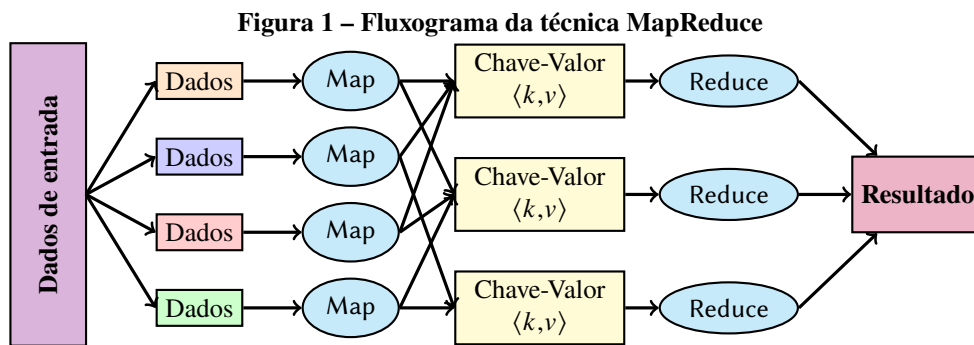 Figura 1 – Fluxograma da técnica MapReduce
Dados de entrada
Dados
Dados
Dados
Dados
Map
Map
Map
Map
Chave-Valor
⟨k,v⟩
Chave-Valor
⟨k,v⟩
Chave-Valor
⟨k,v⟩
Reduce
Reduce
Reduce
Resultado